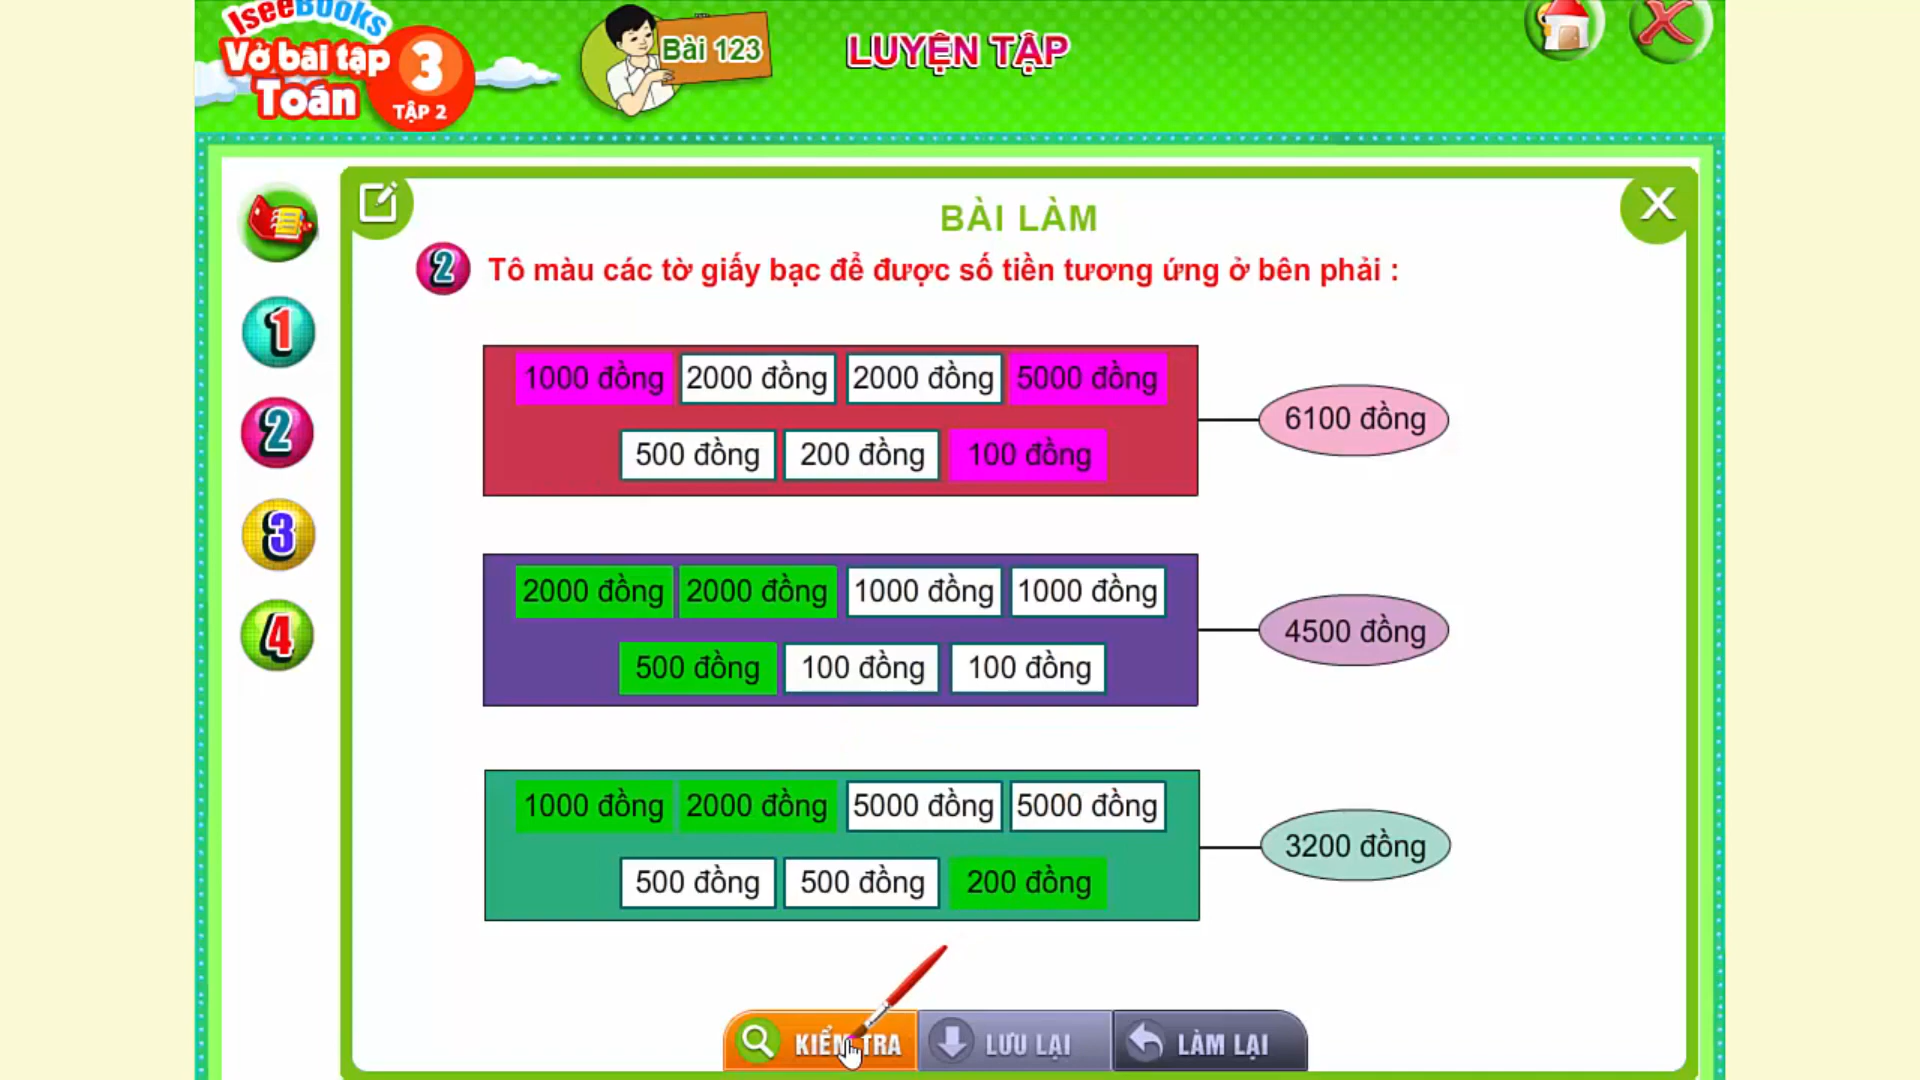 IseeBooks
Vở bài tập
Toán
3
TẬP 2
Bài 123
LUYỆN TẬP
BÀI LÀM
2 Tô màu các tờ giấy bạc để được số tiền tương ứng ở bên phải :
1
2
3
4
1000 đồng 2000 đồng 2000 đồng 5000 đồng
500 đồng 200 đồng 100 đồng
6100 đồng
2000 đồng 2000 đồng 1000 đồng 1000 đồng
500 đồng 100 đồng 100 đồng
4500 đồng
1000 đồng 2000 đồng 5000 đồng 5000 đồng
500 đồng 500 đồng 200 đồng
3200 đồng
KIỂM TRA LƯU LẠI LÀM LẠI